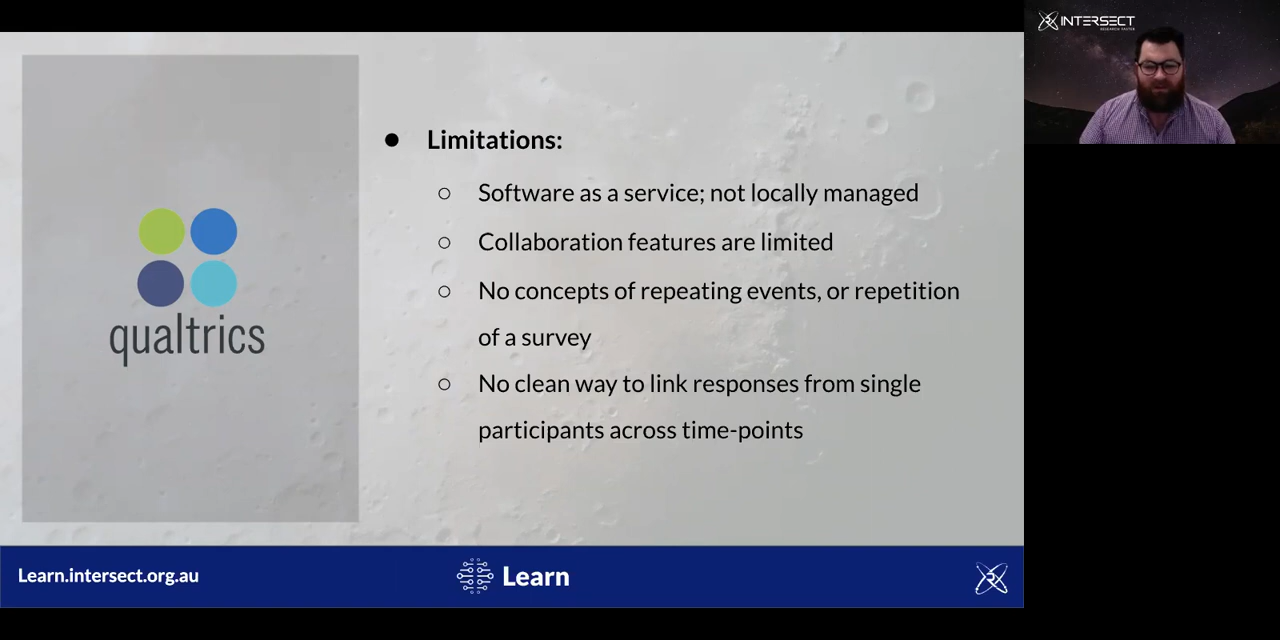 INTERSECT
RESEARCH FASTER
● Limitations:
○ Software as a service; not locally managed
○ Collaboration features are limited
○ No concepts of repeating events, or repetition
of a survey
○ No clean way to link responses from single
participants across time-points
qualtrics
Learn.intersect.org.au
Learn